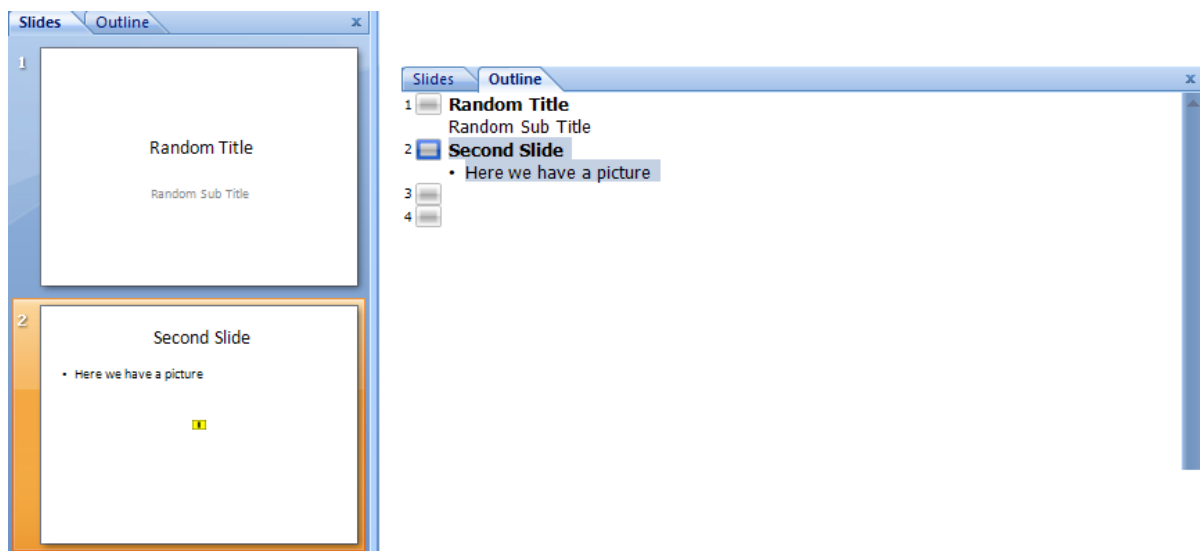 Slides Outline x
1
Random Title
Random Sub Title
2
Second Slide
• Here we have a picture
Slides Outline x
1 Random Title
Random Sub Title
2 Second Slide
• Here we have a picture
3
4